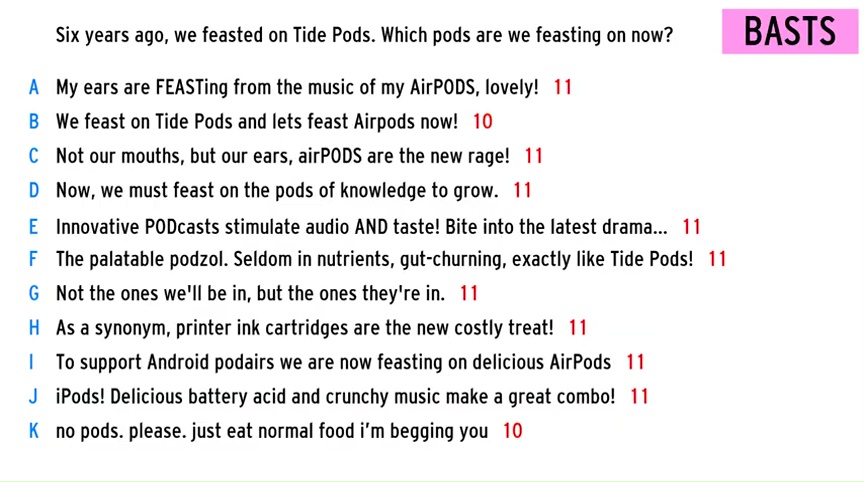 Six years ago, we feasted on Tide Pods. Which pods are we feasting on now?
BASTS
A My ears are FEASTing from the music of my AirPODS, lovely! 11
B We feast on Tide Pods and lets feast Airpods now! 10
C Not our mouths, but our ears, airPODS are the new rage! 11
D Now, we must feast on the pods of knowledge to grow. 11
E Innovative PODcasts stimulate audio AND taste! Bite into the latest drama... 11
F The palatable podzol. Seldom in nutrients, gut-churning, exactly like Tide Pods! 11
G Not the ones we'll be in, but the ones they're in. 11
H As a synonym, printer ink cartridges are the new costly treat! 11
I To support Android podairs we are now feasting on delicious AirPods 11
J iPods! Delicious battery acid and crunchy music make a great combo! 11
K no pods. please. just eat normal food i'm begging you 10